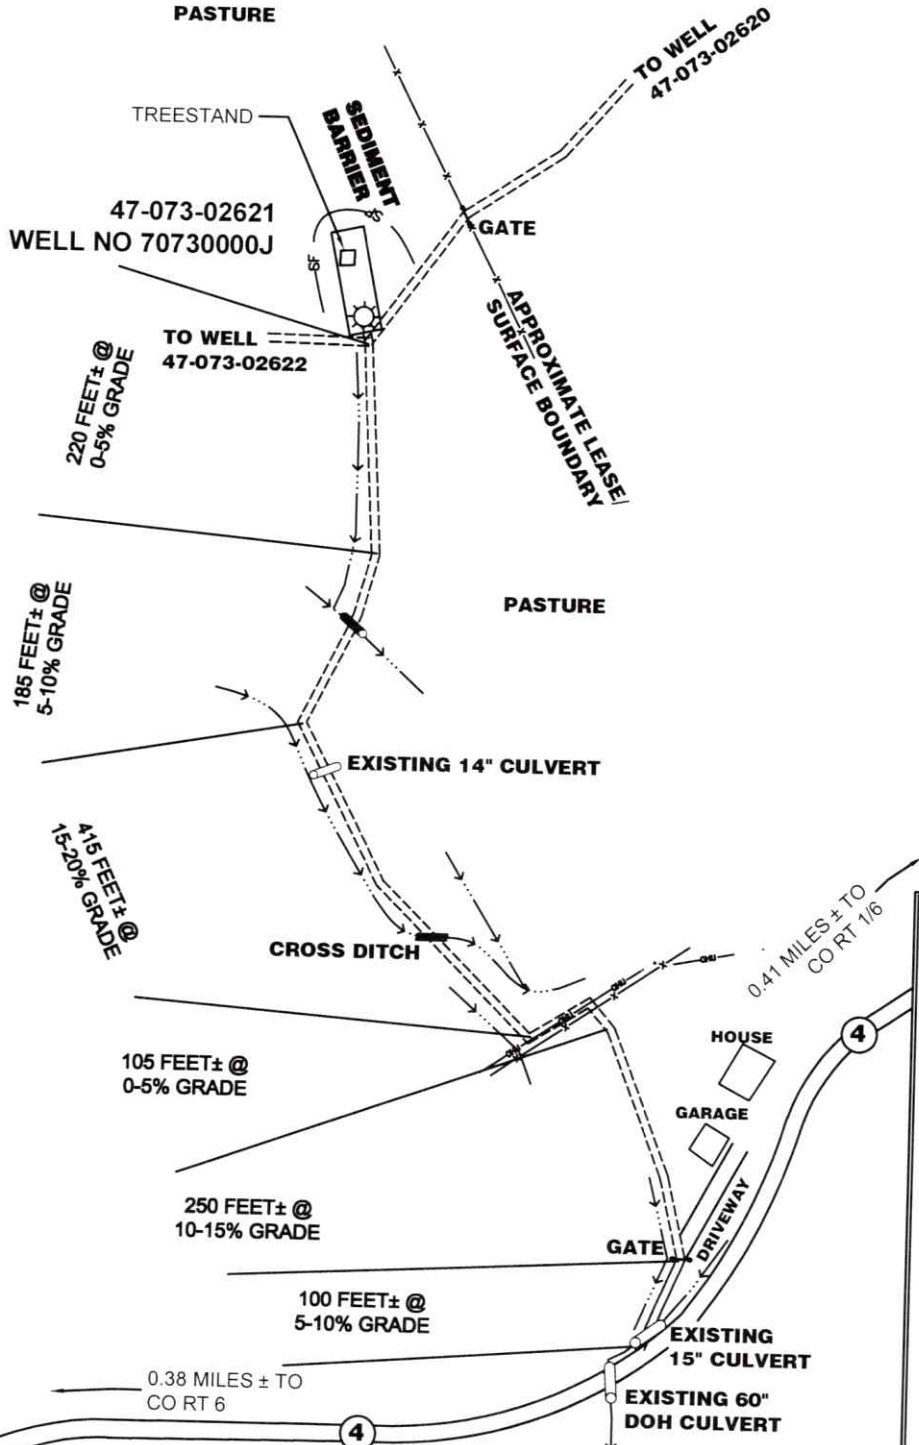 PASTURE
TO WELL
47-073-02620
TREESTAND
SEDIMENT
BARRIER
47-073-02621
WELL NO 70730000J
GATE
SF
SF
APPROXIMATE LEASE/
SURFACE BOUNDARY
TO WELL
47-073-02622
220 FEET± @
0-5% GRADE
PASTURE
185 FEET± @
5-10% GRADE
EXISTING 14" CULVERT
415 FEET± @
15-20% GRADE
CROSS DITCH
OHU
OHU
OHU
OHU
0.41 MILES ± TO
CO RT 1/6
4
HOUSE
105 FEET± @
0-5% GRADE
GARAGE
250 FEET± @
10-15% GRADE
DRIVEWAY
GATE
100 FEET± @
5-10% GRADE
EXISTING
15" CULVERT
0.38 MILES ± TO
CO RT 6
EXISTING 60"
DOH CULVERT
4